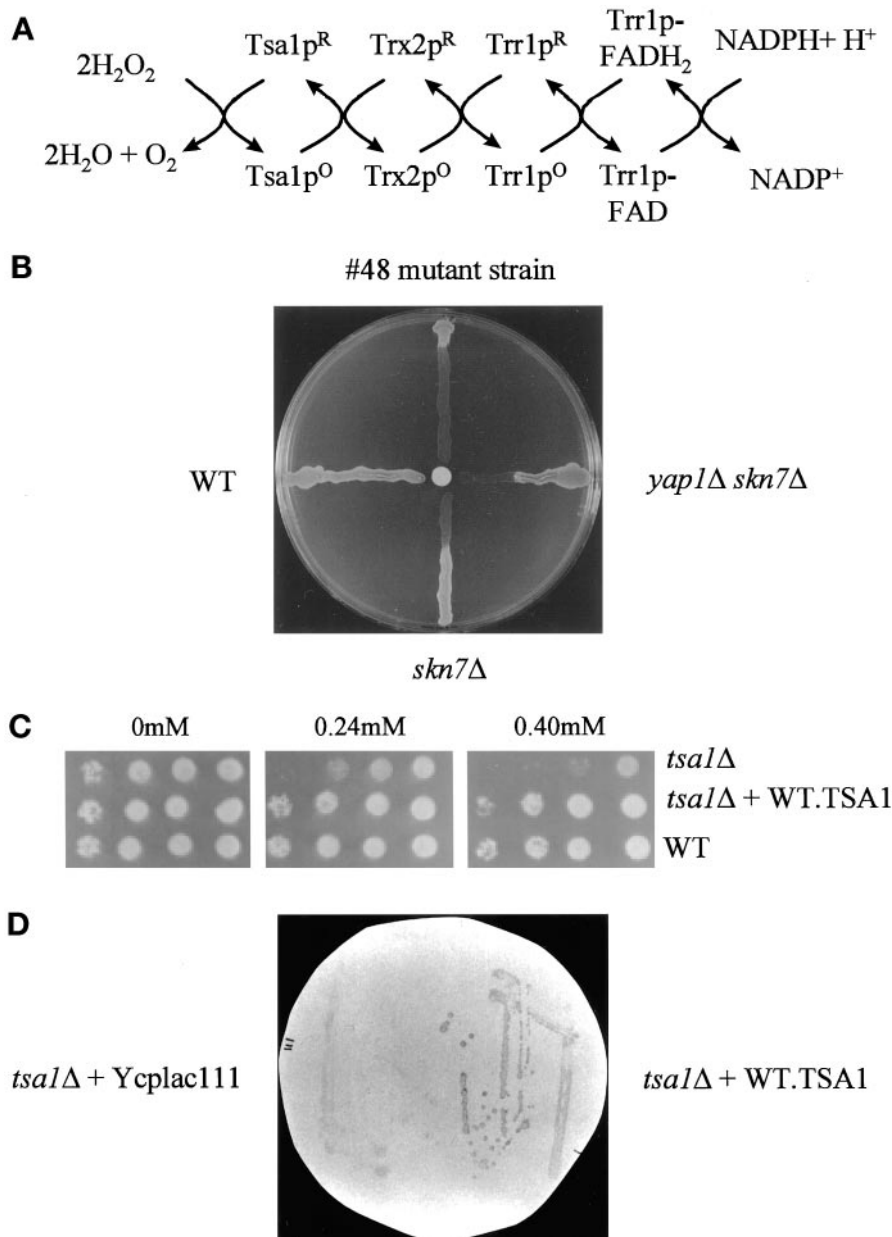 A
2H₂O₂
Tsa1pᴿ
Trx2pᴿ
Trr1pᴿ
Trr1p-
FADH₂
NADPH+ H⁺
2H₂O + O₂
Tsa1pᴼ
Trx2pᴼ
Trr1pᴼ
Trr1p-
FAD
NADP⁺
B
#48 mutant strain
WT
yap1Δ skn7Δ
skn7Δ
C
0mM
0.24mM
0.40mM
tsa1Δ
tsa1Δ + WT.TSA1
WT
D
tsa1Δ + Ycplac111
tsa1Δ + WT.TSA1